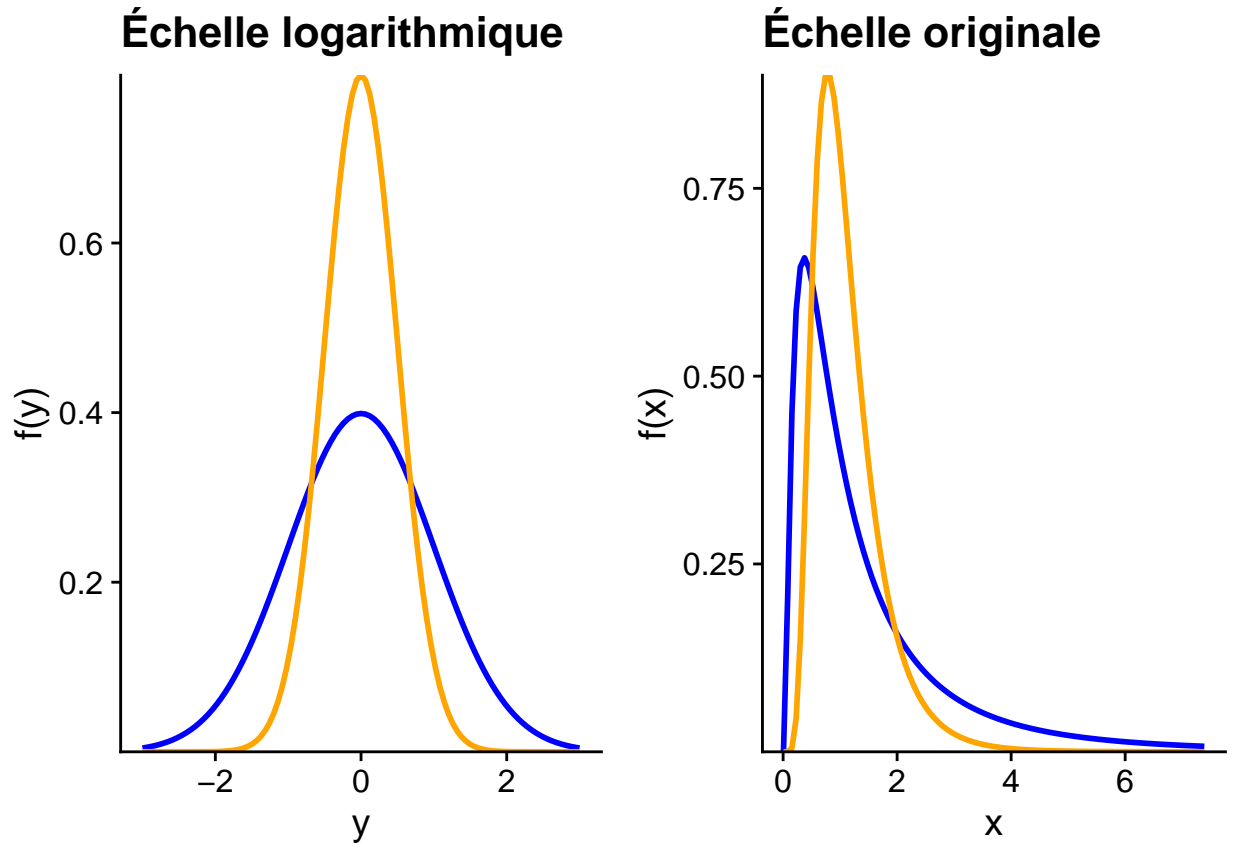 Échelle logarithmique
f(y)
0.6
0.4
0.2
−2 0 2
y
Échelle originale
f(x)
0.75
0.50
0.25
0 2 4 6
x